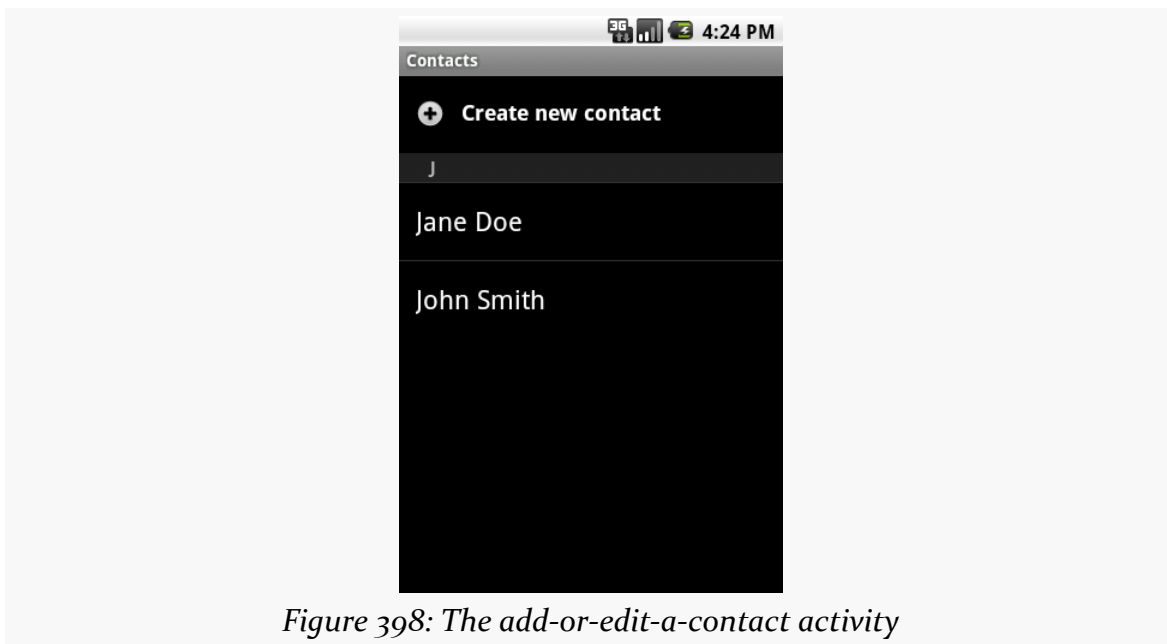 3G 4:24 PM
Contacts
Create new contact
J
Jane Doe
John Smith
Figure 398: The add-or-edit-a-contact activity